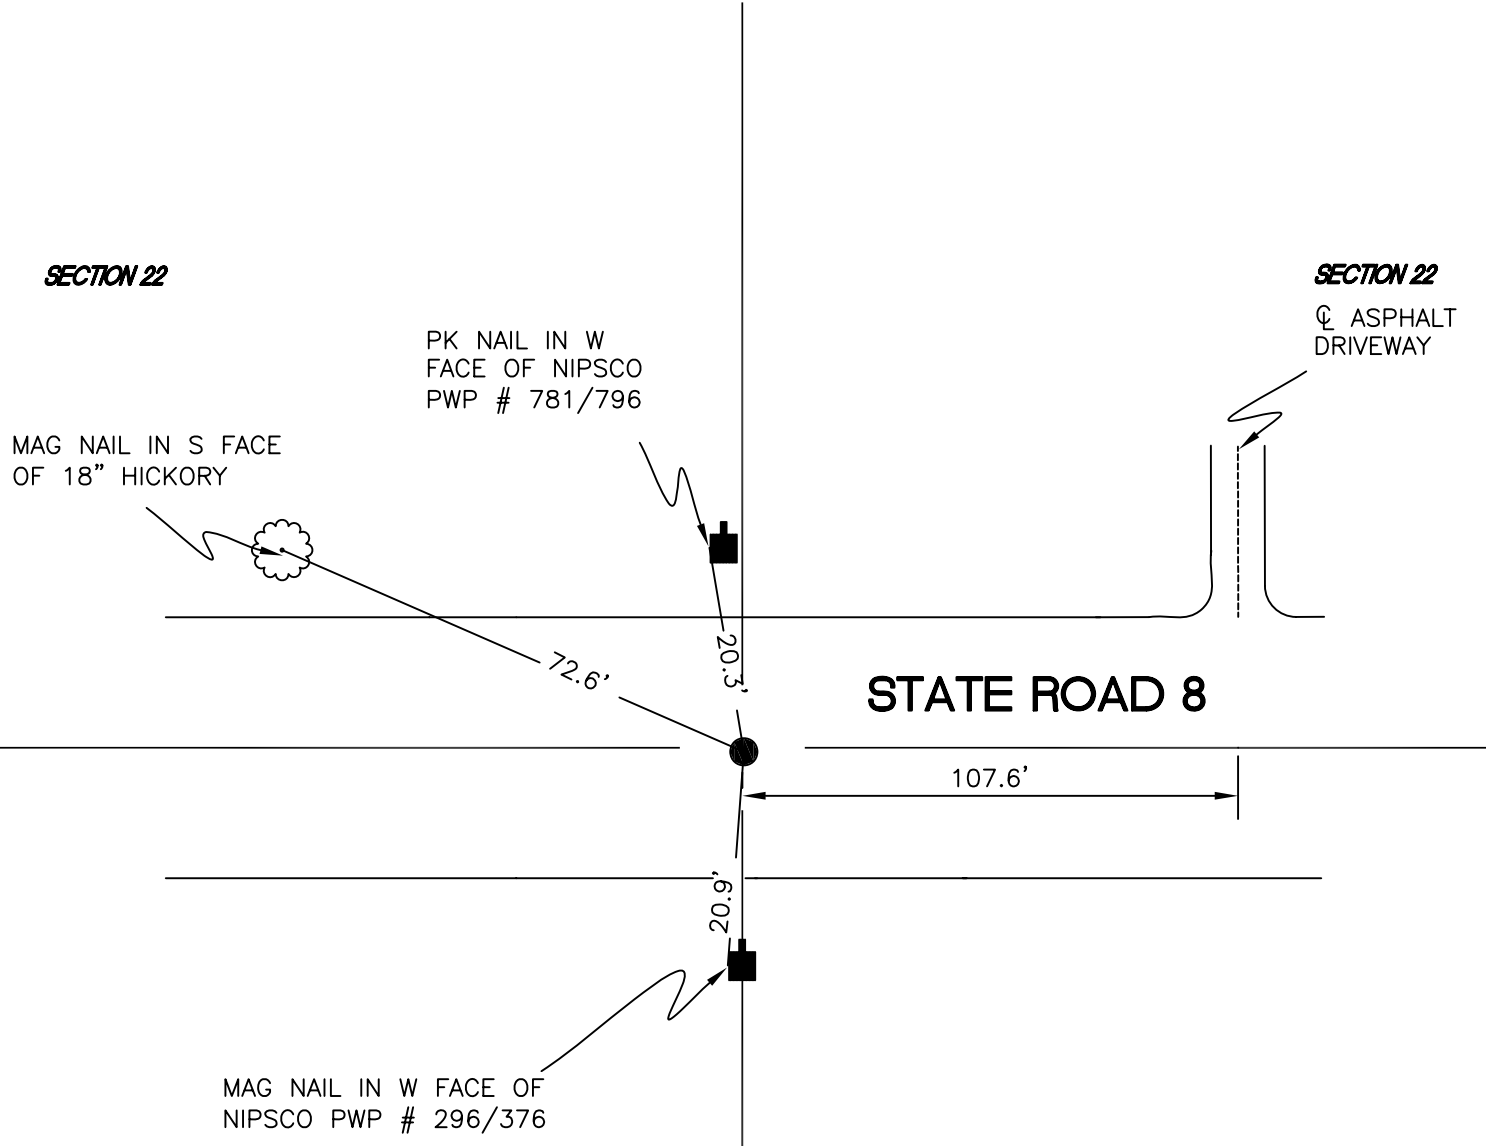 SECTION 22
SECTION 22
℄ ASPHALT
DRIVEWAY
PK NAIL IN W
FACE OF NIPSCO
PWP # 781/796
MAG NAIL IN S FACE
OF 18” HICKORY
72.6’
20.3’
STATE ROAD 8
107.6’
20.9’
MAG NAIL IN W FACE OF
NIPSCO PWP # 296/376